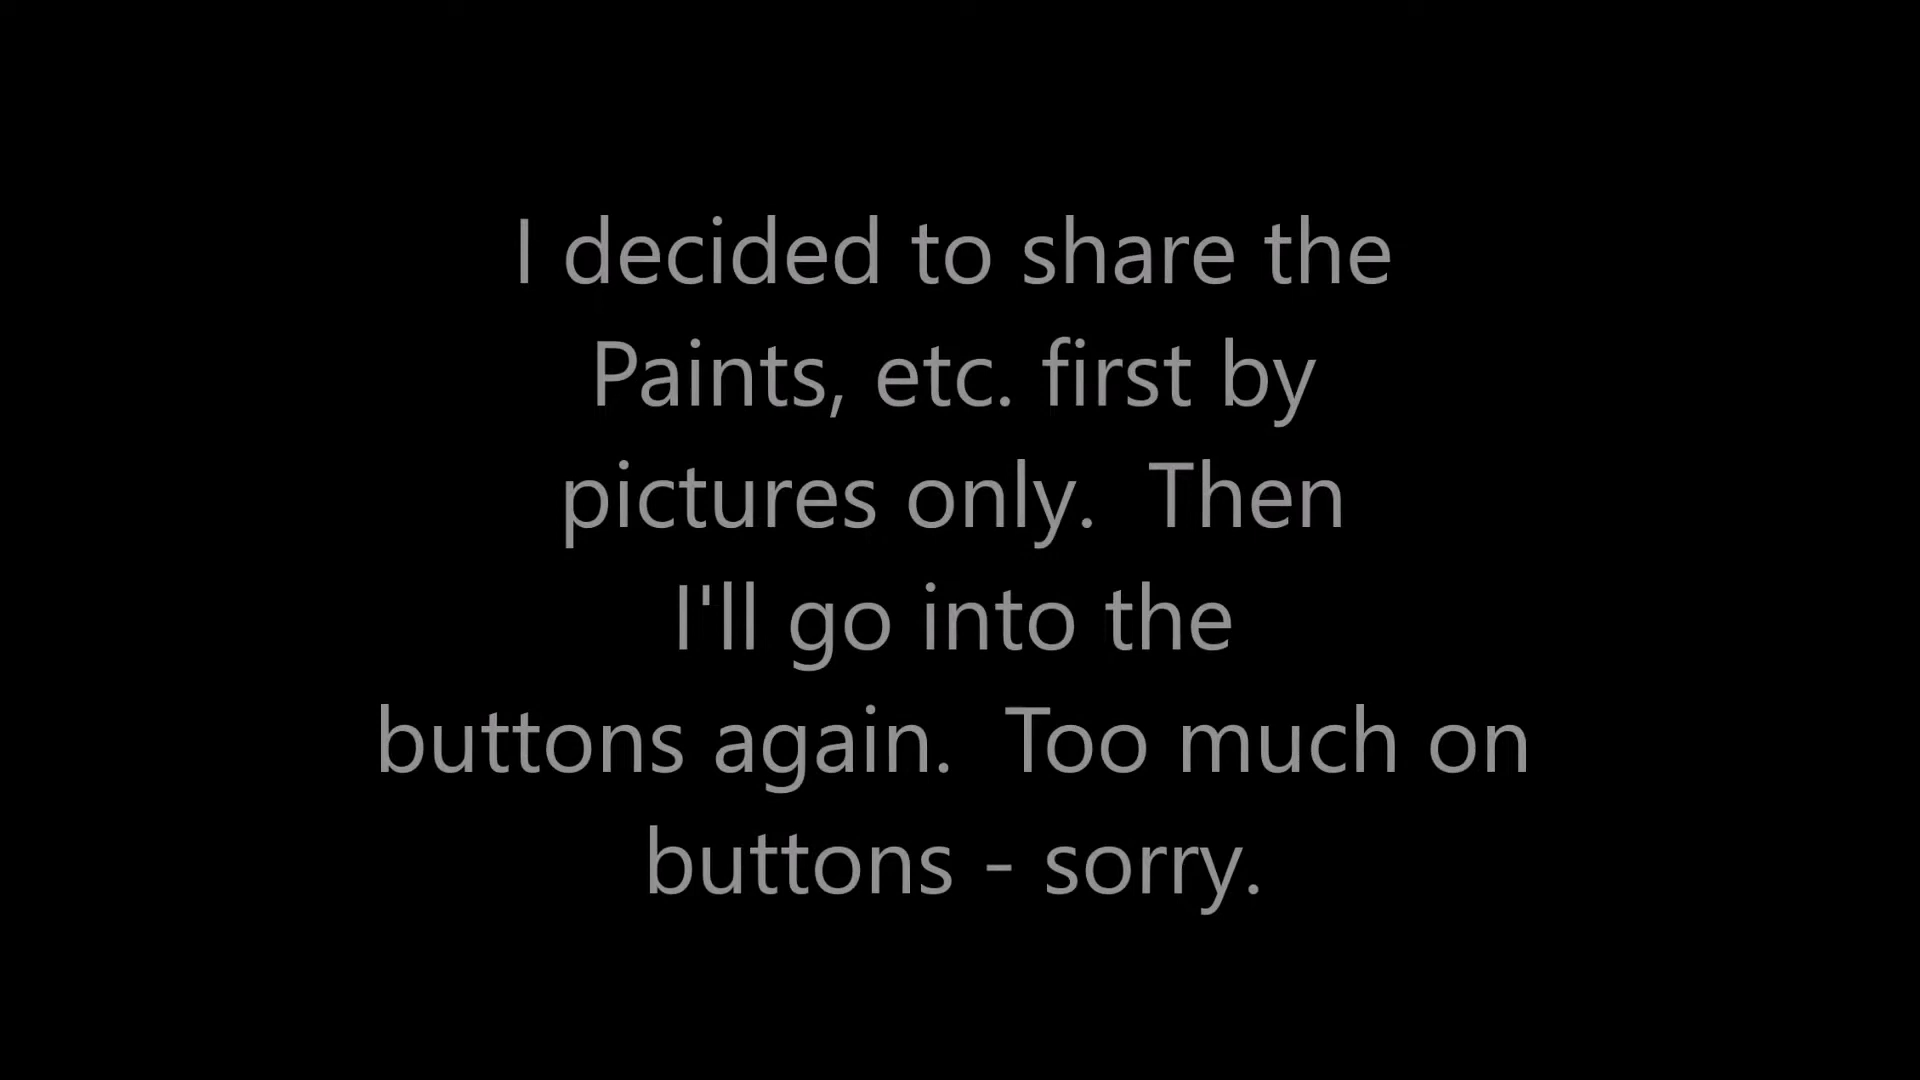 I decided to share the
Paints, etc. first by
pictures only.  Then
I'll go into the
buttons again.  Too much on
buttons - sorry.